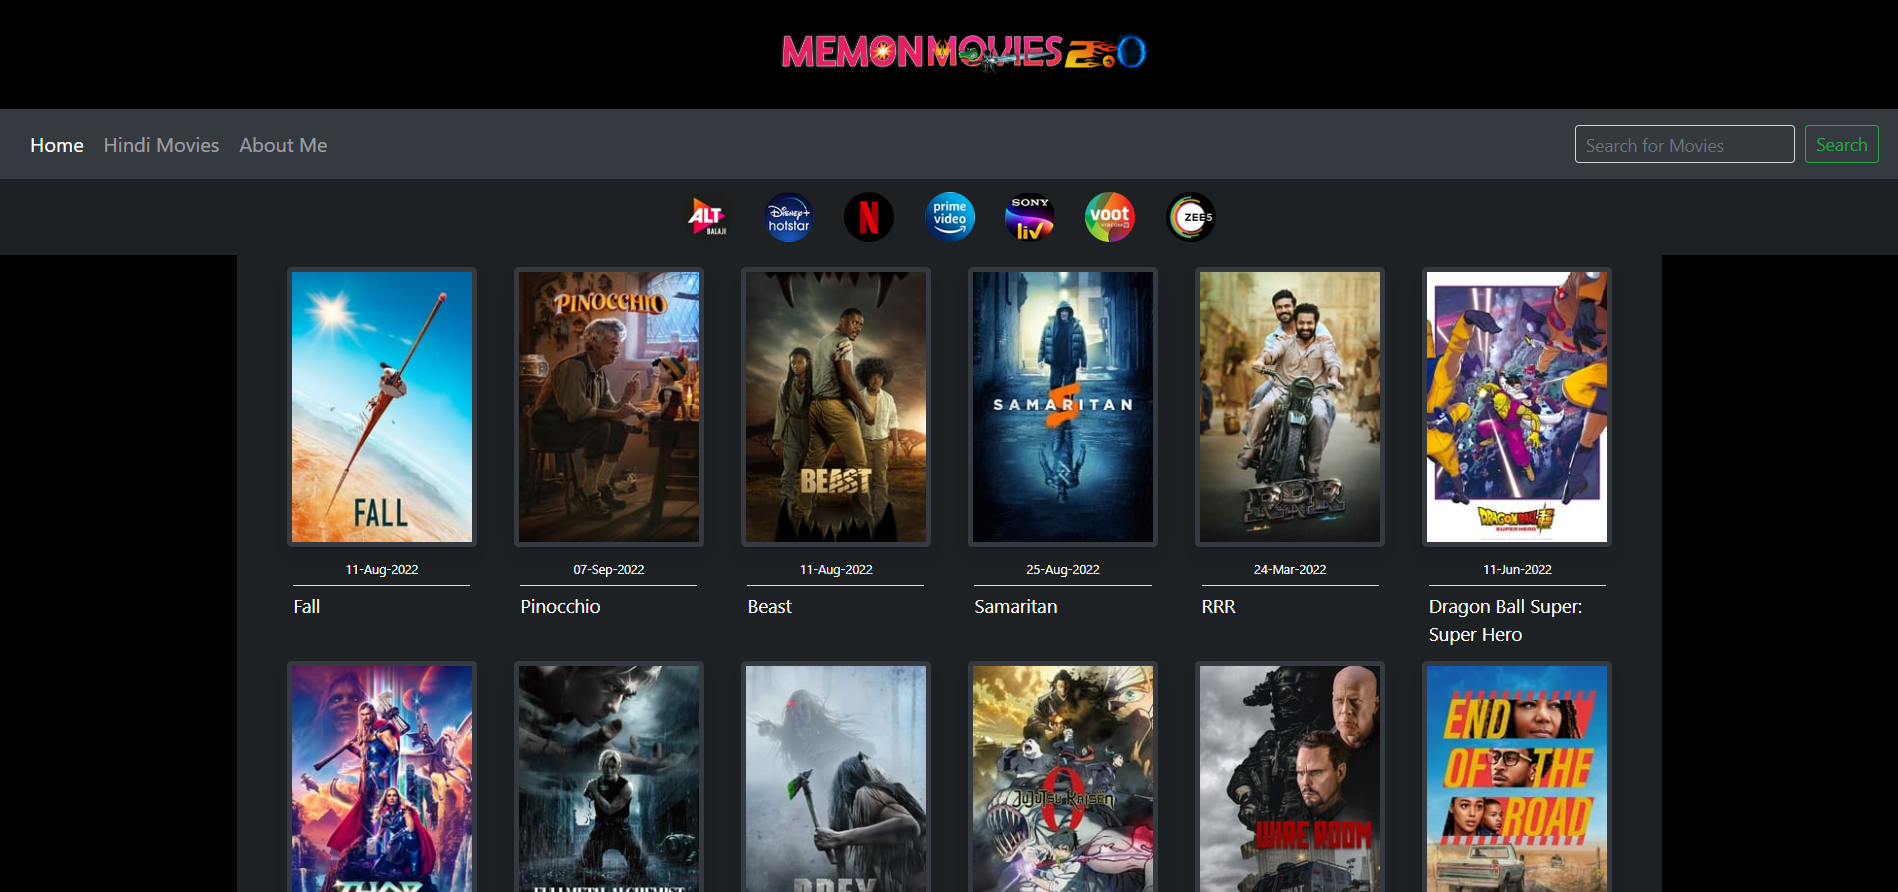 MEMON MOVIES 2.0
Home Hindi Movies About Me Search for Movies Search
ALT BALAJI
Disney+ hotstar
N
prime video
SONY liv
voot
ZEE5
FALL
PINOCCHIO
BEAST
SAMARITAN
RRR
DRAGON BALL SUPER
SUPER HERO
11-Aug-2022 07-Sep-2022 11-Aug-2022 25-Aug-2022 24-Mar-2022 11-Jun-2022
Fall Pinocchio Beast Samaritan RRR Dragon Ball Super:
Super Hero
THOR
FULLMETAL ALCHEMIST
PREY
JUJUTSU KAISEN
0
WIRE ROOM
END
OF THE
ROAD